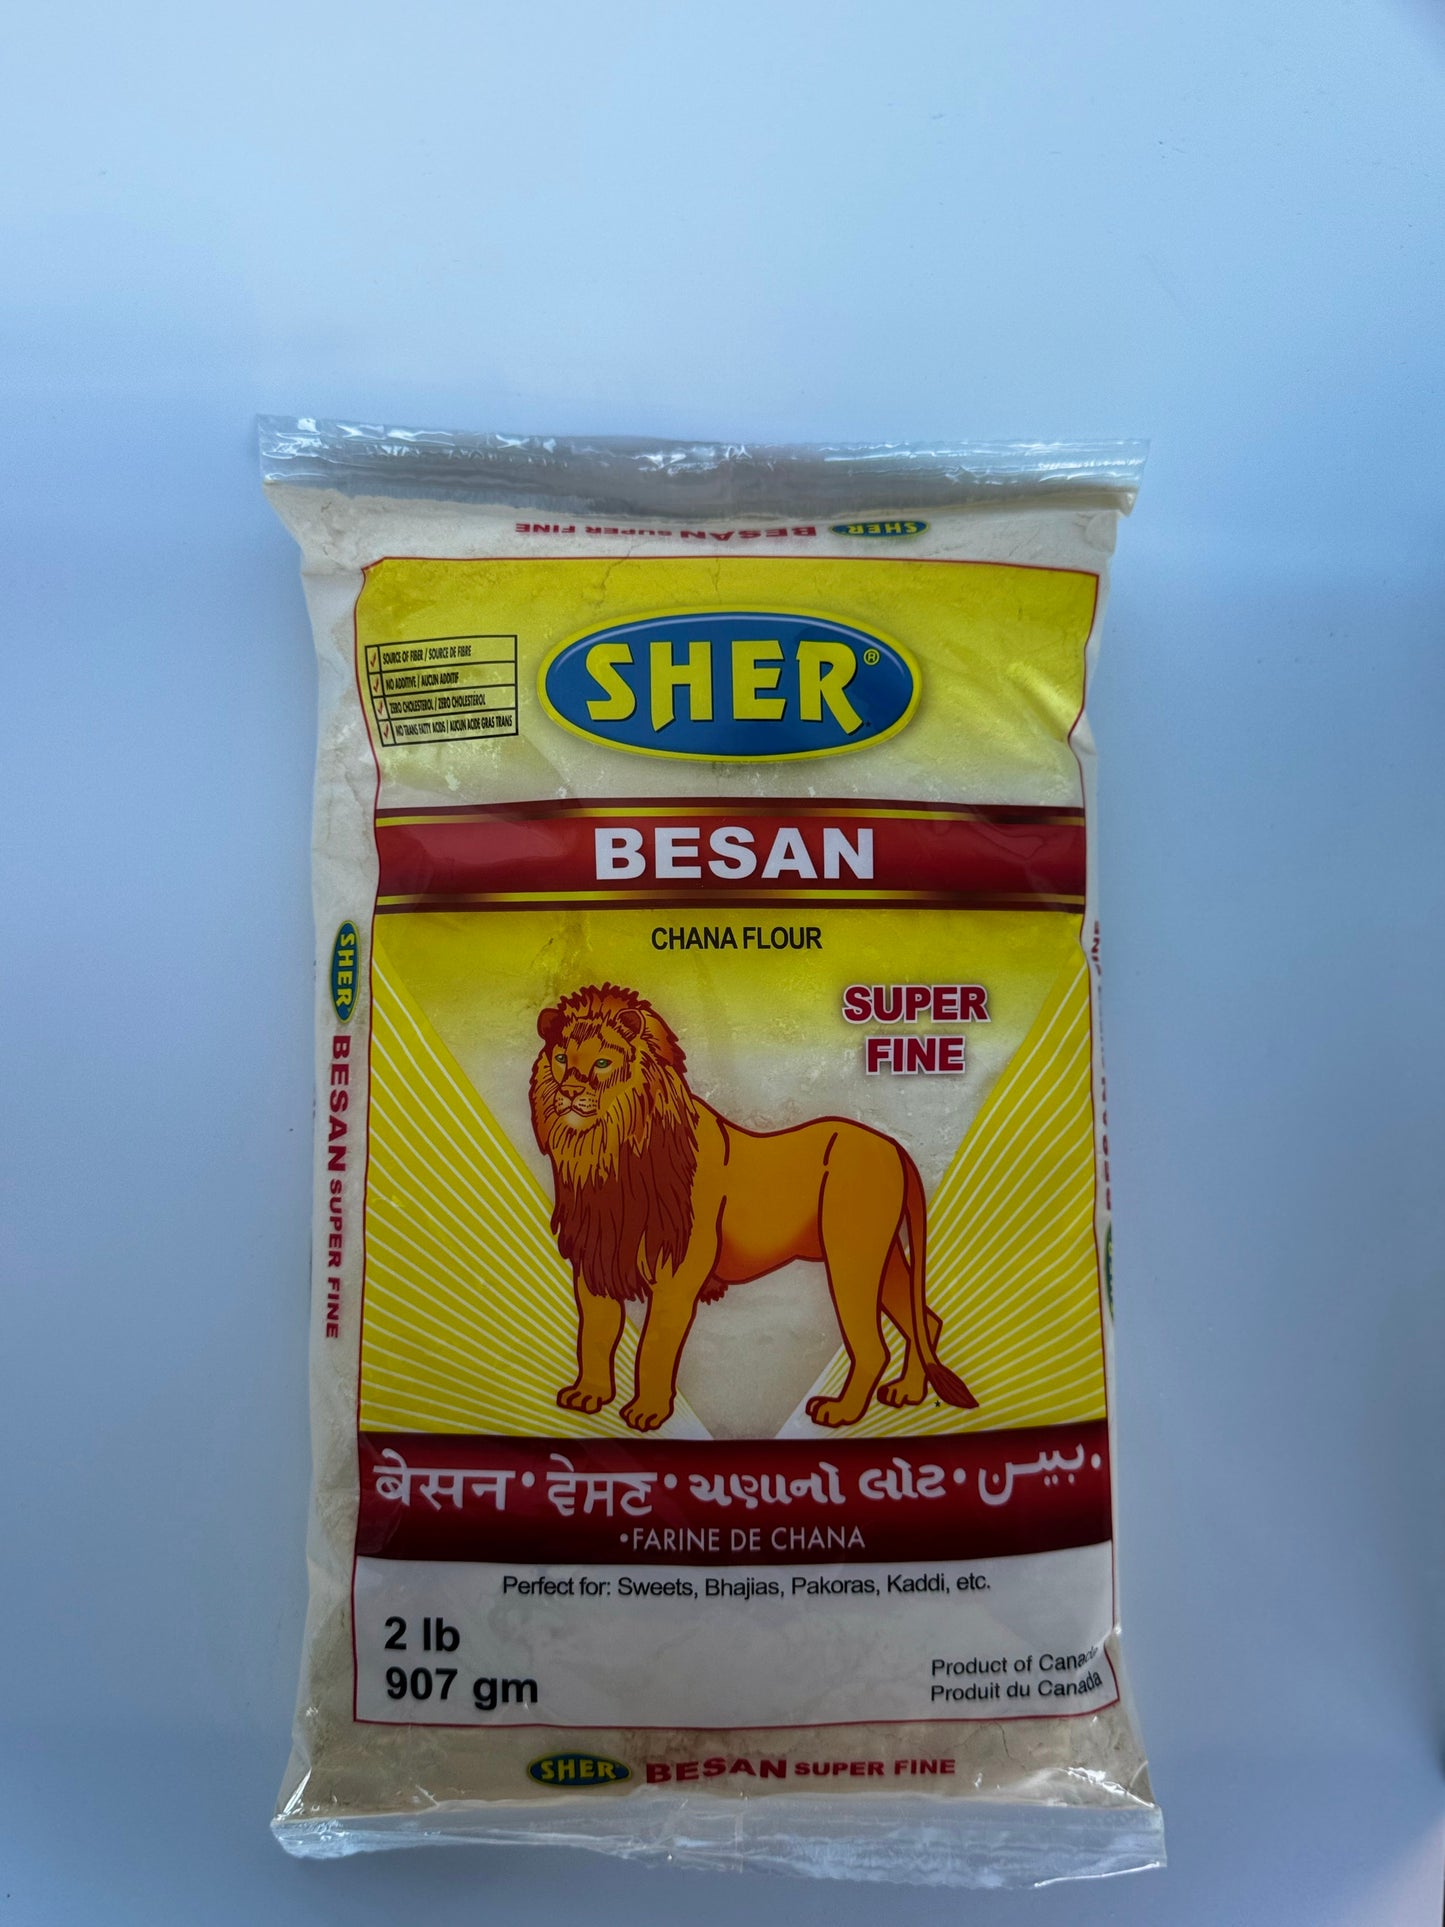 SHER BESAN SUPER FINE
SOURCE OF FIBER / SOURCE DE FIBRE
NO ADDITIVE / AUCUN ADDITIF
ZERO CHOLESTEROL / ZÉRO CHOLESTÉROL
NO TRANS FATTY ACIDS / AUCUN ACIDE GRAS TRANS
SHER®
BESAN
CHANA FLOUR
SUPER
FINE
SHER BESAN SUPER FINE
बेसन • ਵੇਸਣ • ચણાનો લોટ • بیسن •
• FARINE DE CHANA
Perfect for: Sweets, Bhajias, Pakoras, Kaddi, etc.
2 lb
907 gm
Product of Canada
Produit du Canada
SHER BESAN SUPER FINE